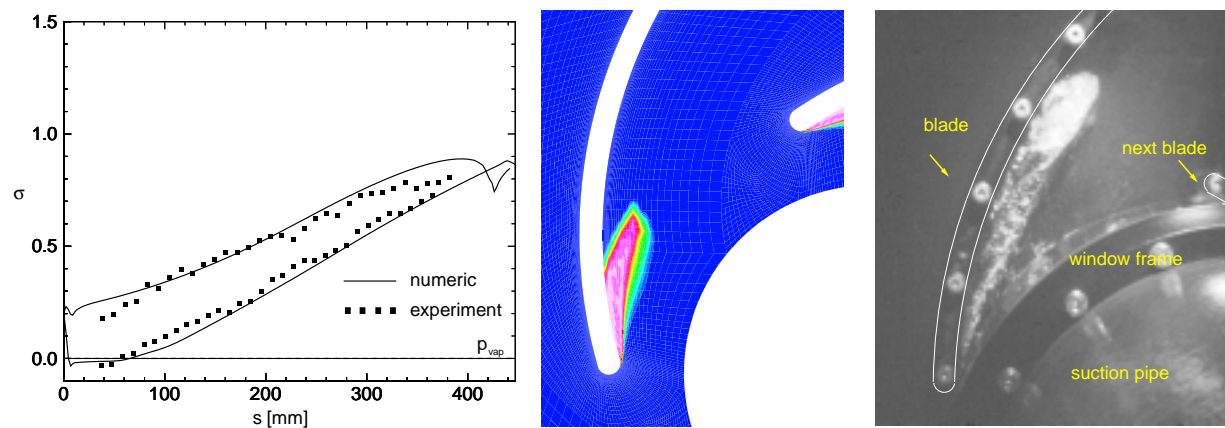 1.5
1.0
σ
0.5
numeric
experiment
p_vap
0.0
0 100 200 300 400
s [mm]
blade
next blade
window frame
suction pipe